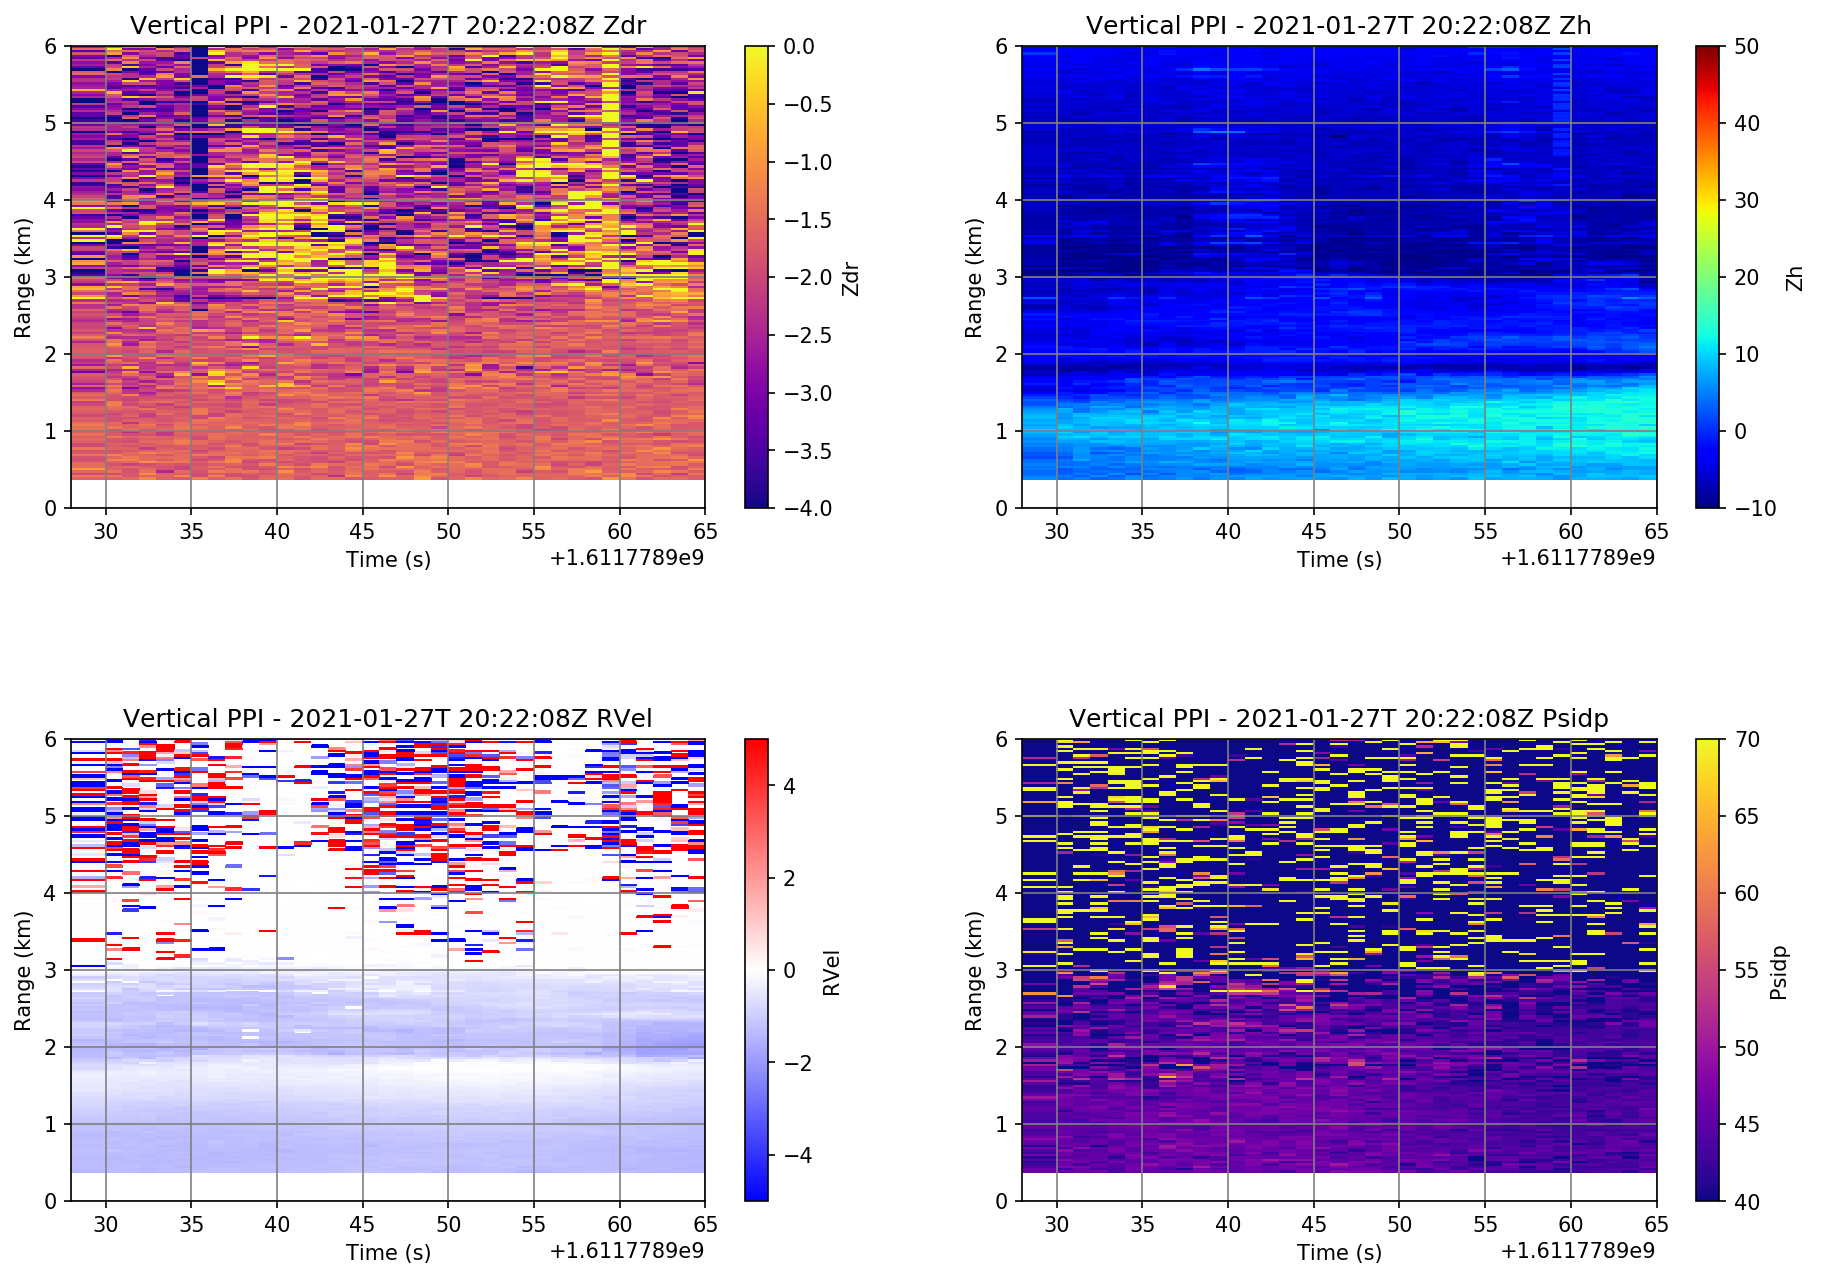 Vertical PPI - 2021-01-27T 20:22:08Z Zdr
6
5
4
3
2
1
0
Range (km)
30 35 40 45 50 55 60 65
Time (s)
+1.6117789e9
0.0
−0.5
−1.0
−1.5
−2.0
−2.5
−3.0
−3.5
−4.0
Zdr
Vertical PPI - 2021-01-27T 20:22:08Z Zh
6
5
4
3
2
1
0
Range (km)
30 35 40 45 50 55 60 65
Time (s)
+1.6117789e9
50
40
30
20
10
0
−10
Zh
Vertical PPI - 2021-01-27T 20:22:08Z RVel
6
5
4
3
2
1
0
Range (km)
30 35 40 45 50 55 60 65
Time (s)
+1.6117789e9
4
2
0
−2
−4
RVel
Vertical PPI - 2021-01-27T 20:22:08Z Psidp
6
5
4
3
2
1
0
Range (km)
30 35 40 45 50 55 60 65
Time (s)
+1.6117789e9
70
65
60
55
50
45
40
Psidp